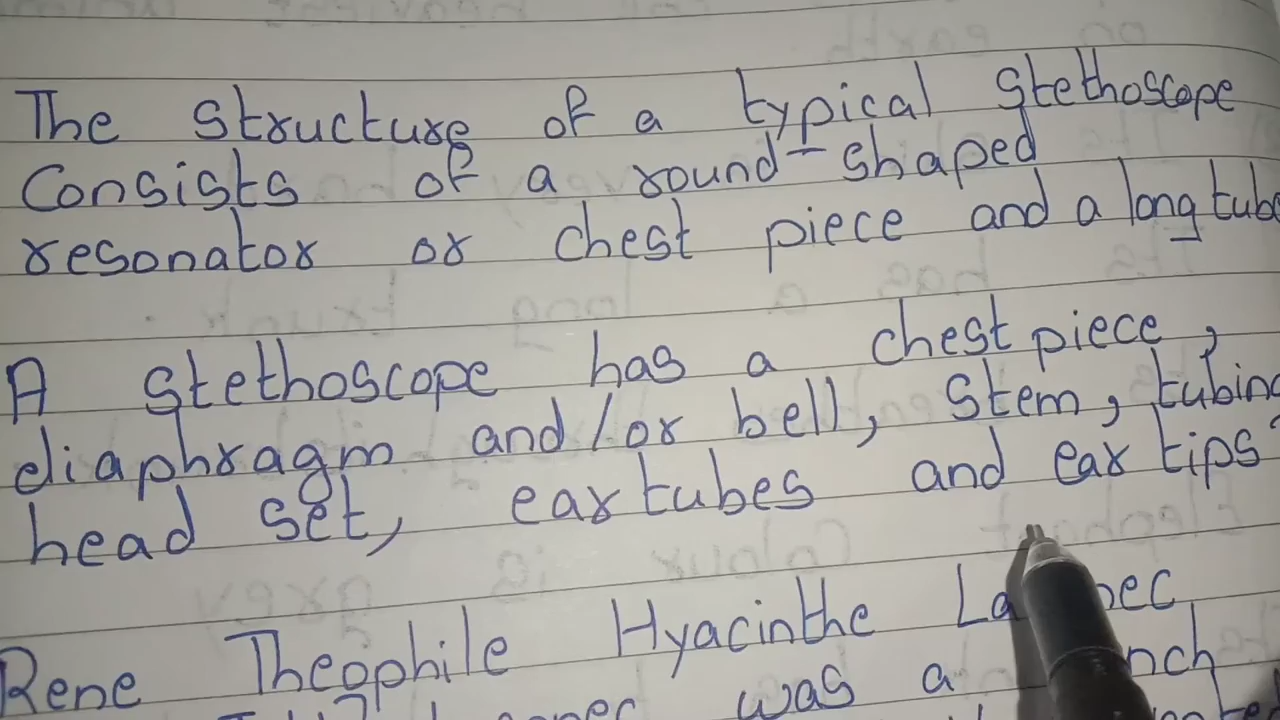 The structure of a typical Stethoscope
Consists of a round-shaped
resonator or chest piece and a long tube
A Stethoscope has a chest piece,
diaphragm and/or bell, Stem, tubing
head set, ear tubes and ear tips
Rene Theophile Hyacinthe
was a